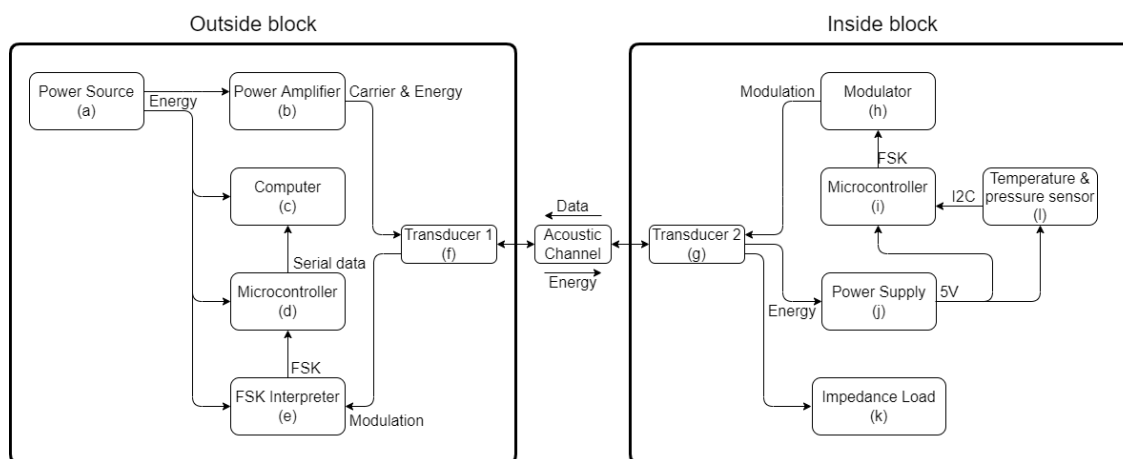 Outside block
Inside block
Power Source
(a)
Energy
Power Amplifier
(b)
Carrier & Energy
Computer
(c)
Serial data
Microcontroller
(d)
FSK
FSK Interpreter
(e)
Modulation
Transducer 1
(f)
Data
Acoustic
Channel
Energy
Transducer 2
(g)
Modulation
Modulator
(h)
FSK
Microcontroller
(i)
I2C
Temperature &
pressure sensor
(l)
Energy
Power Supply
(j)
5V
Impedance Load
(k)